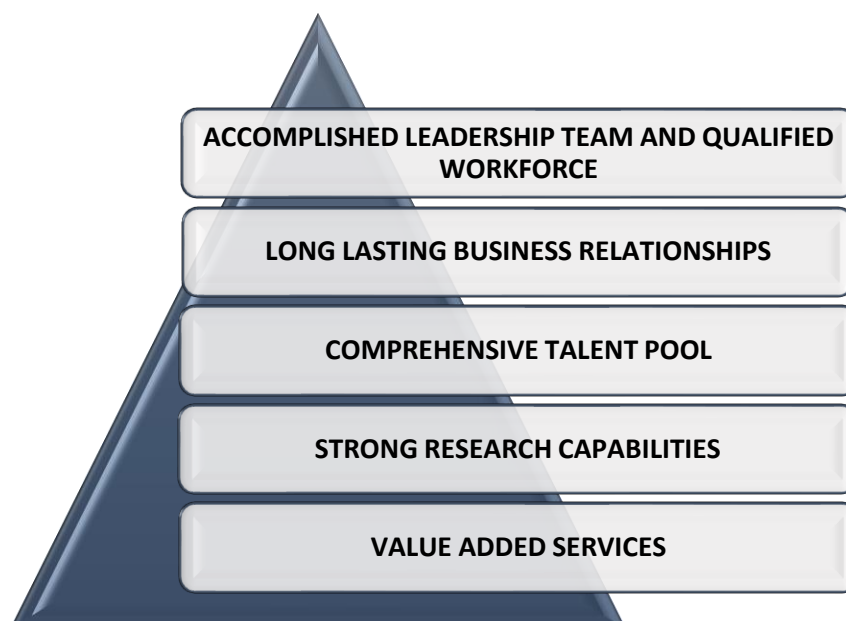 ACCOMPLISHED LEADERSHIP TEAM AND QUALIFIED
WORKFORCE
LONG LASTING BUSINESS RELATIONSHIPS
COMPREHENSIVE TALENT POOL
STRONG RESEARCH CAPABILITIES
VALUE ADDED SERVICES